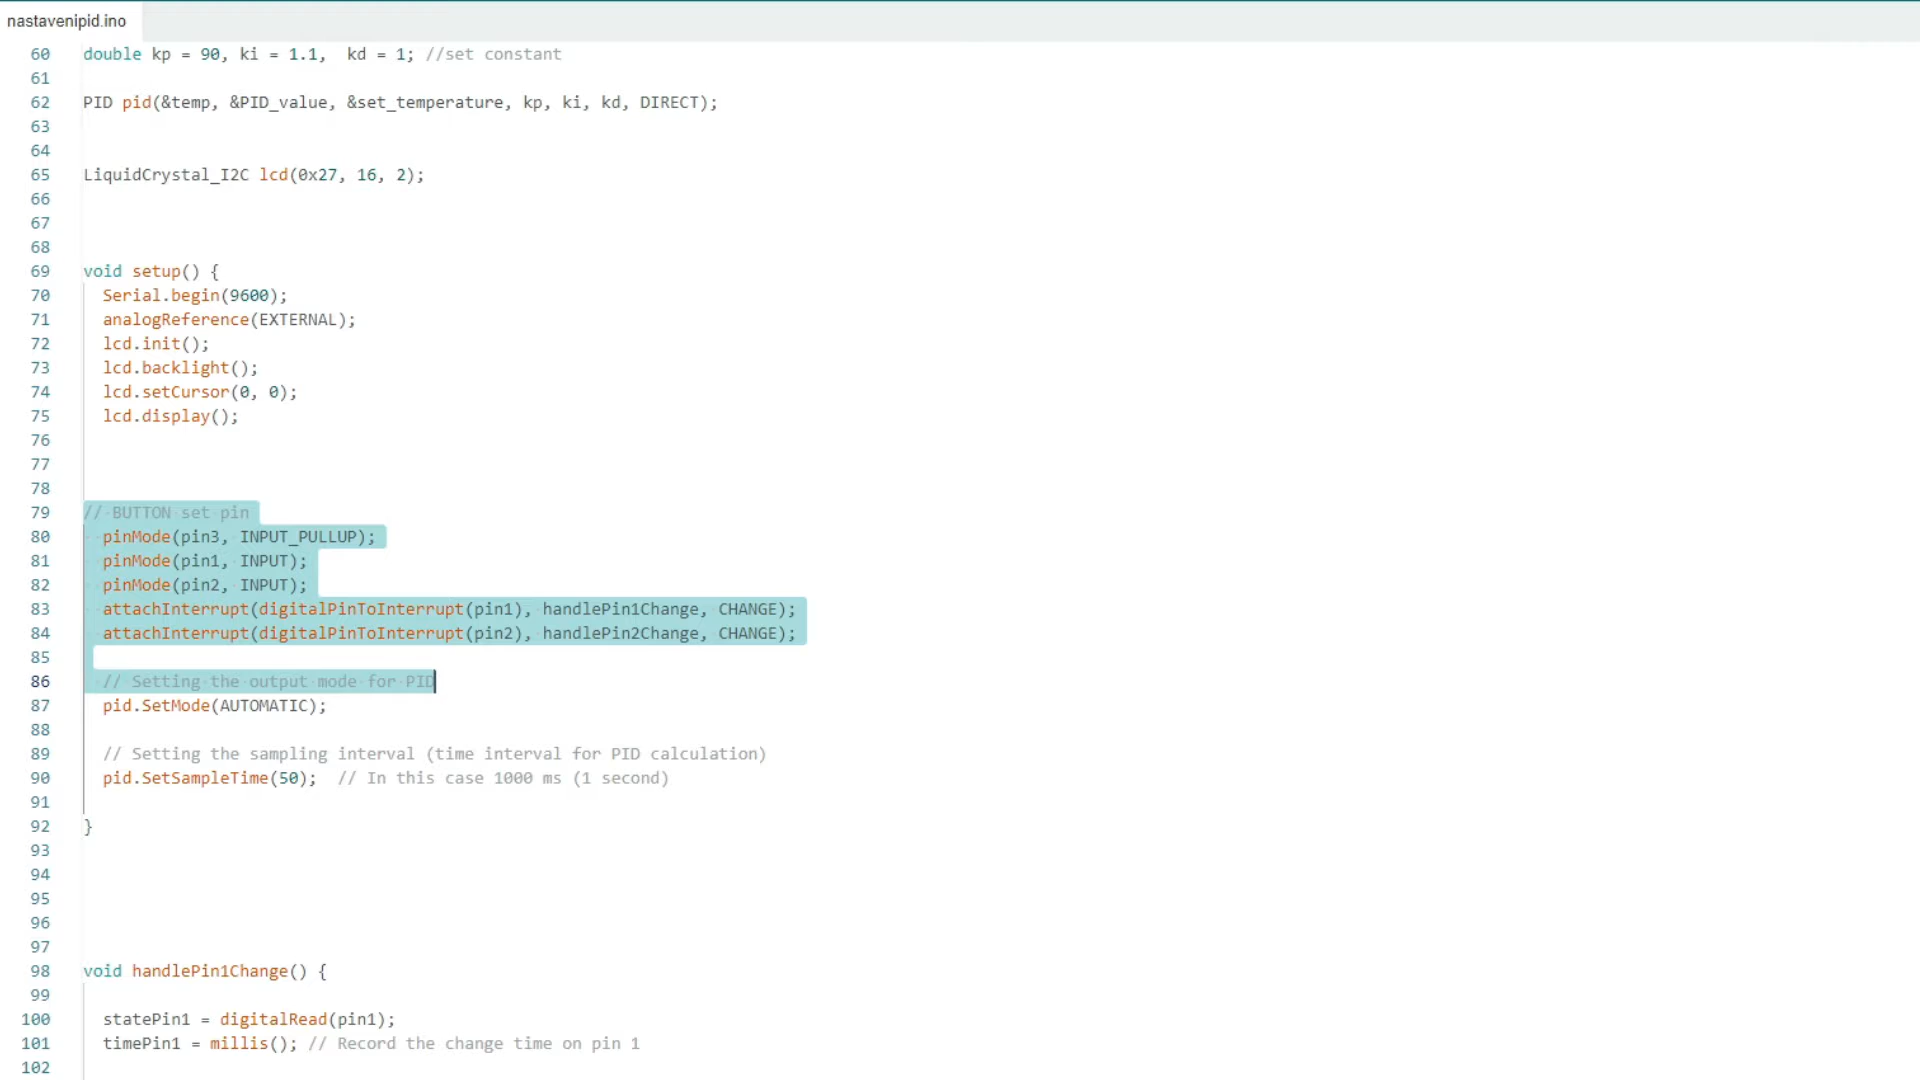 nastavenipid.ino
60 double kp = 90, ki = 1.1,  kd = 1; //set constant
61
62 PID pid(&temp, &PID_value, &set_temperature, kp, ki, kd, DIRECT);
63
64
65 LiquidCrystal_I2C lcd(0x27, 16, 2);
66
67
68
69 void setup() {
70   Serial.begin(9600);
71   analogReference(EXTERNAL);
72   lcd.init();
73   lcd.backlight();
74   lcd.setCursor(0, 0);
75   lcd.display();
76
77
78
79 // BUTTON set pin
80   pinMode(pin3, INPUT_PULLUP);
81   pinMode(pin1, INPUT);
82   pinMode(pin2, INPUT);
83   attachInterrupt(digitalPinToInterrupt(pin1), handlePin1Change, CHANGE);
84   attachInterrupt(digitalPinToInterrupt(pin2), handlePin2Change, CHANGE);
85
86   // Setting the output mode for PID
87   pid.SetMode(AUTOMATIC);
88
89   // Setting the sampling interval (time interval for PID calculation)
90   pid.SetSampleTime(50);  // In this case 1000 ms (1 second)
91
92 }
93
94
95
96
97
98 void handlePin1Change() {
99
100   statePin1 = digitalRead(pin1);
101   timePin1 = millis(); // Record the change time on pin 1
102